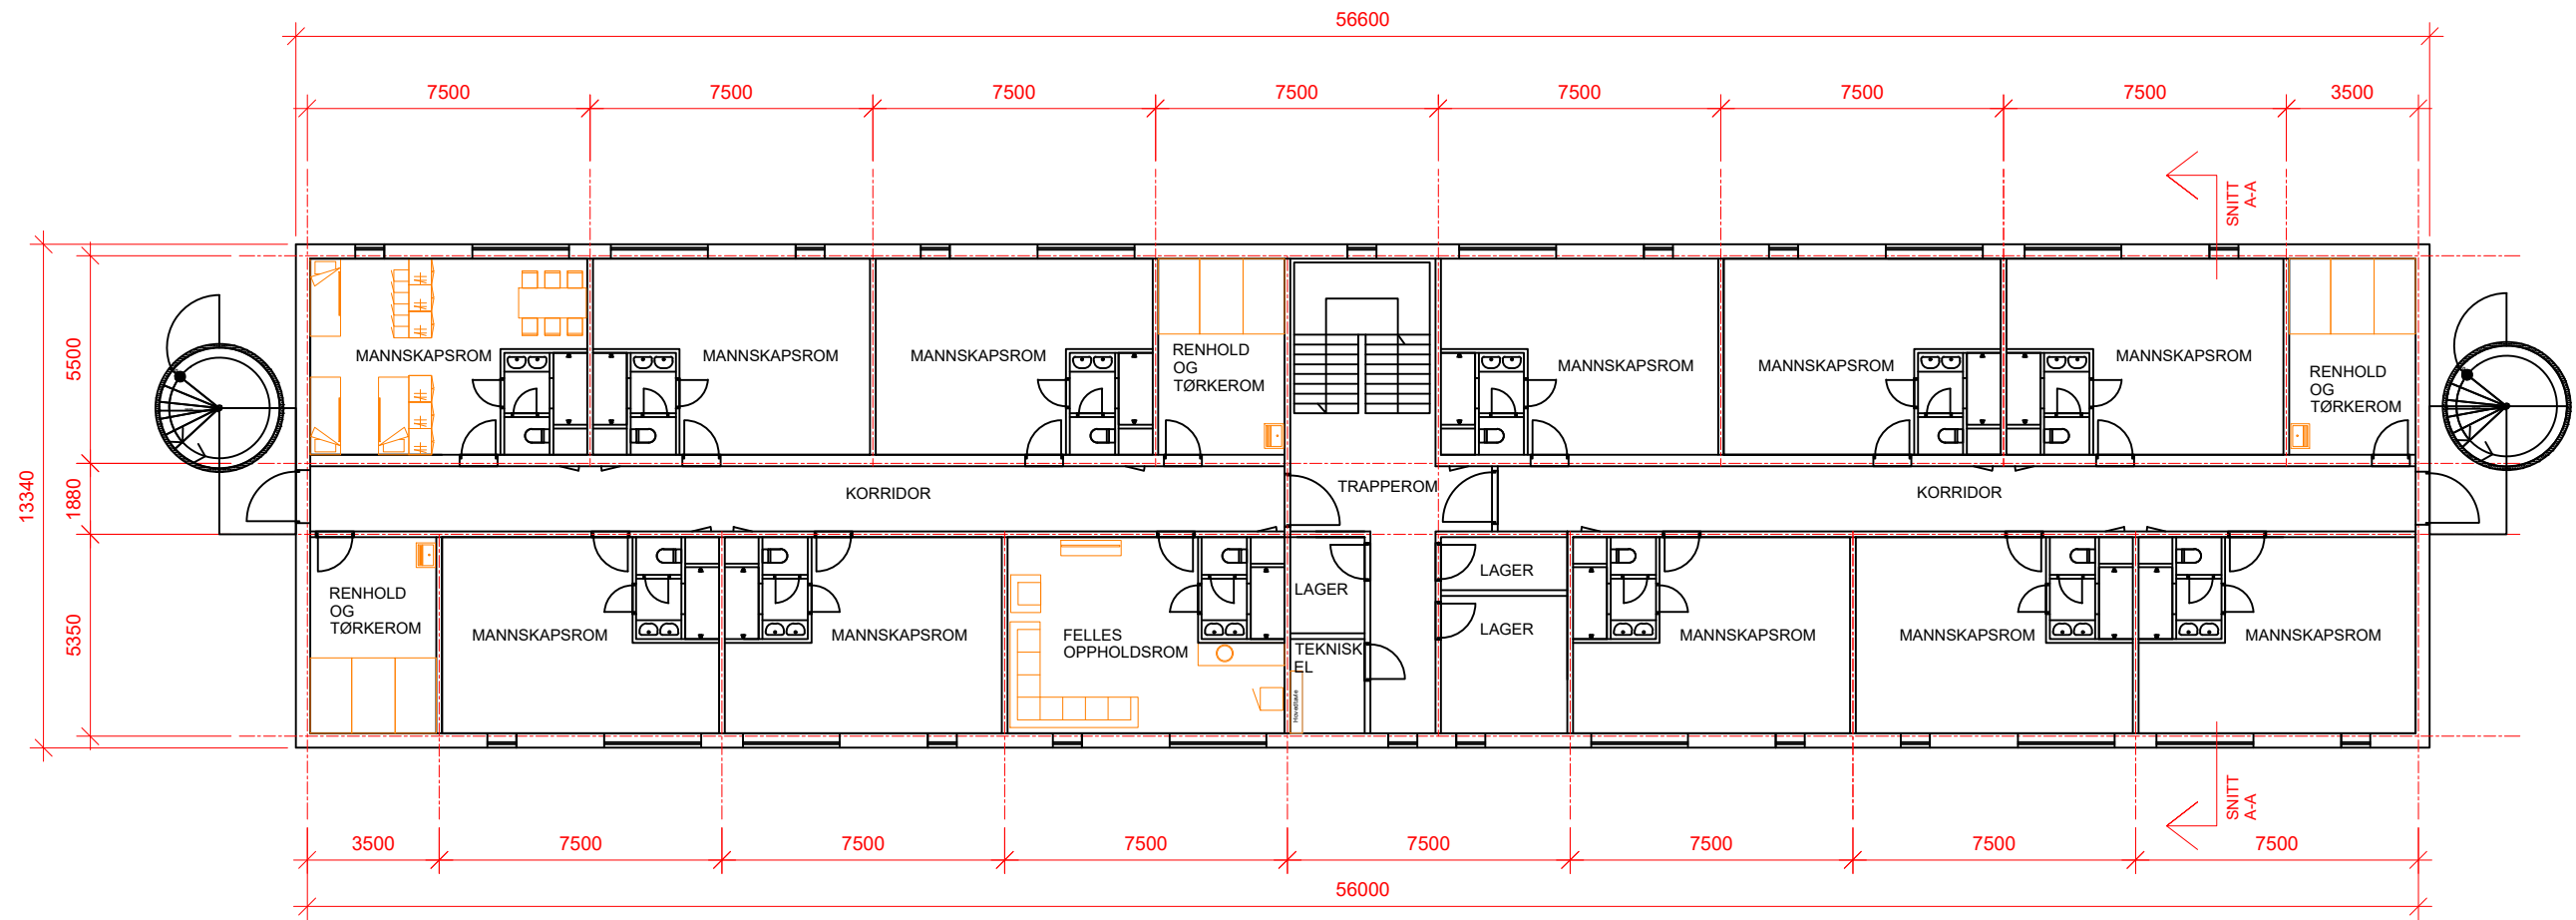 56600
7500
7500
7500
7500
7500
7500
7500
3500
SNITT
A-A
13340
5500
1880
5350
MANNSKAPSROM
MANNSKAPSROM
MANNSKAPSROM
RENHOLD
OG
TØRKEROM
MANNSKAPSROM
MANNSKAPSROM
MANNSKAPSROM
RENHOLD
OG
TØRKEROM
KORRIDOR
TRAPPEROM
KORRIDOR
RENHOLD
OG
TØRKEROM
MANNSKAPSROM
MANNSKAPSROM
FELLES
OPPHOLDSROM
LAGER
TEKNISK
EL
Hovedtavle
LAGER
LAGER
MANNSKAPSROM
MANNSKAPSROM
MANNSKAPSROM
SNITT
A-A
3500
7500
7500
7500
7500
7500
7500
7500
56000